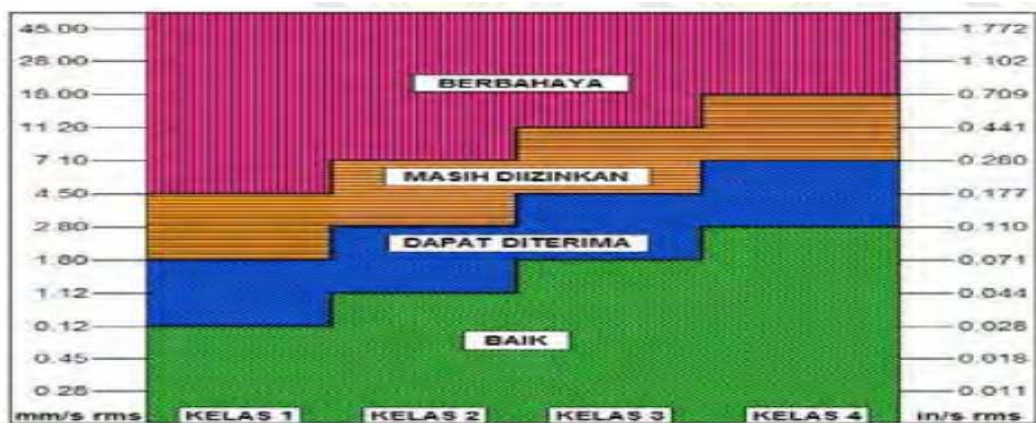 45.00 1.772
28.00 1.102
BERBAHAYA
18.00 0.709
11.20 0.441
7.10 0.280
MASIH DIIZINKAN
4.50 0.177
2.80 0.110
DAPAT DITERIMA
1.80 0.071
1.12 0.044
0.12 0.028
BAIK
0.45 0.018
0.28 0.011
mm/s rms KELAS 1 KELAS 2 KELAS 3 KELAS 4 in/s rms